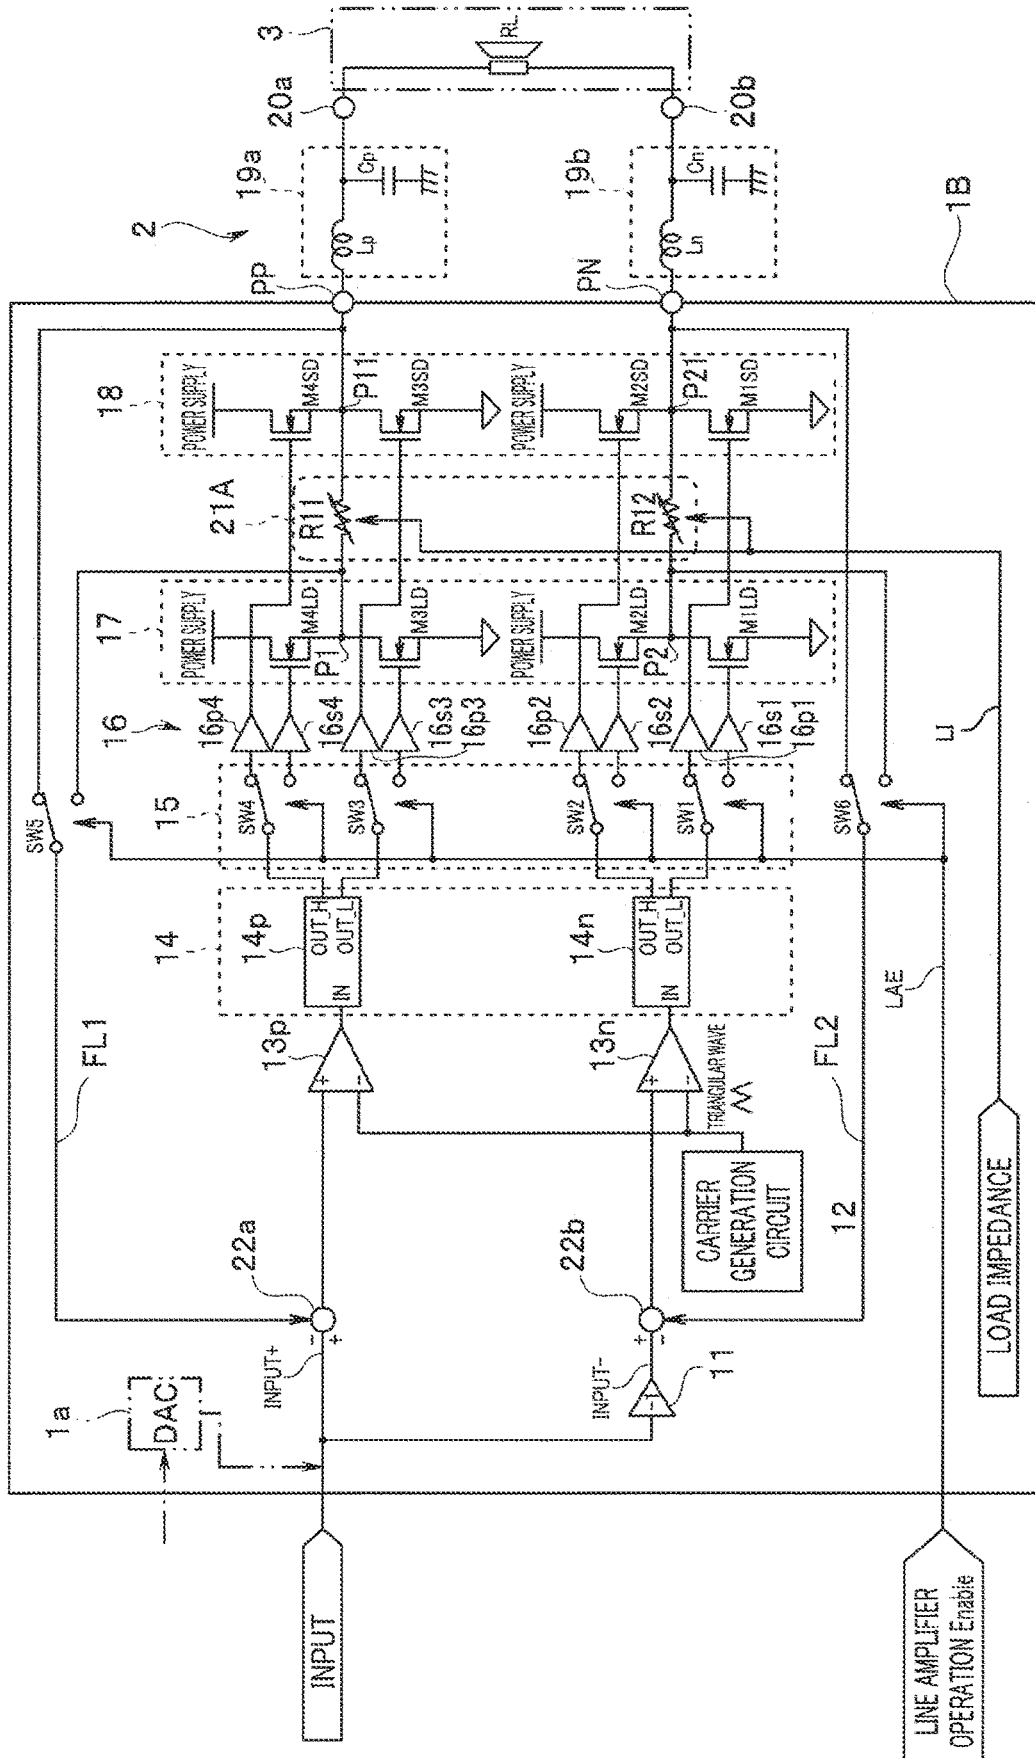 1a
DAC
INPUT
INPUT+
22a
FL1
INPUT-
11
22b
12
FL2
CARRIER
GENERATION
CIRCUIT
TRIANGULAR WAVE
13p
+
-
13n
+
-
14
14p
IN
OUT_H
OUT_L
14n
IN
OUT_H
OUT_L
15
SW5
SW4
SW3
SW2
SW1
SW6
16
16p4
16s4
16s3
16p3
16p2
16s2
16s1
16p1
17
POWER SUPPLY
M4LD
P1
M3LD
POWER SUPPLY
M2LD
P2
M1LD
21A
R11
R12
18
POWER SUPPLY
M4SD
P11
M3SD
POWER SUPPLY
M2SD
P21
M1SD
PP
PN
1B
2
19a
Lp
Cp
19b
Ln
Cn
20a
20b
3
RL
LI
LAE
LOAD IMPEDANCE
LINE AMPLIFIER
OPERATION Enable